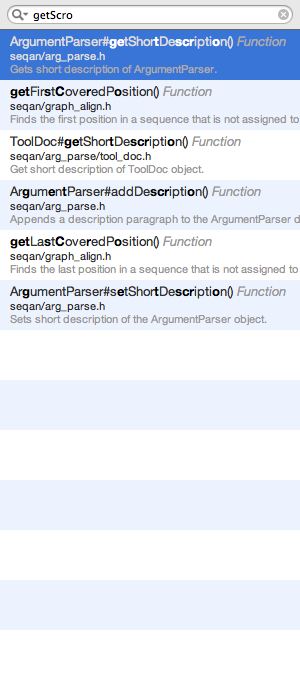 getScro
ArgumentParser#getShortDescription() Function
seqan/arg_parse.h
Gets short description of ArgumentParser.
getFirstCoveredPosition() Function
seqan/graph_align.h
Finds the first position in a sequence that is not assigned to
ToolDoc#getShortDescription() Function
seqan/arg_parse/tool_doc.h
Get short description of ToolDoc object.
ArgumentParser#addDescription() Function
seqan/arg_parse.h
Appends a description paragraph to the ArgumentParser d
getLastCoveredPosition() Function
seqan/graph_align.h
Finds the last position in a sequence that is not assigned to
ArgumentParser#setShortDescription() Function
seqan/arg_parse.h
Sets short description of the ArgumentParser object.